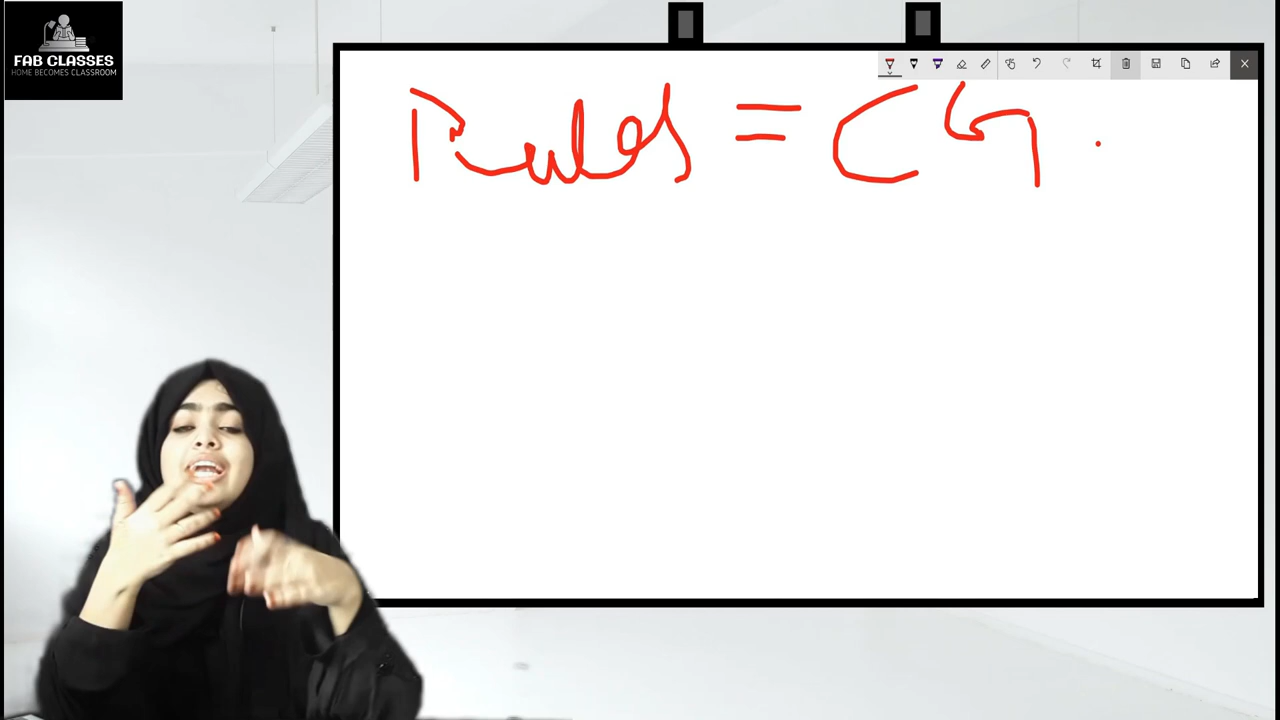 FAB CLASSES
HOME BECOMES CLASSROOM
Rules = CG .